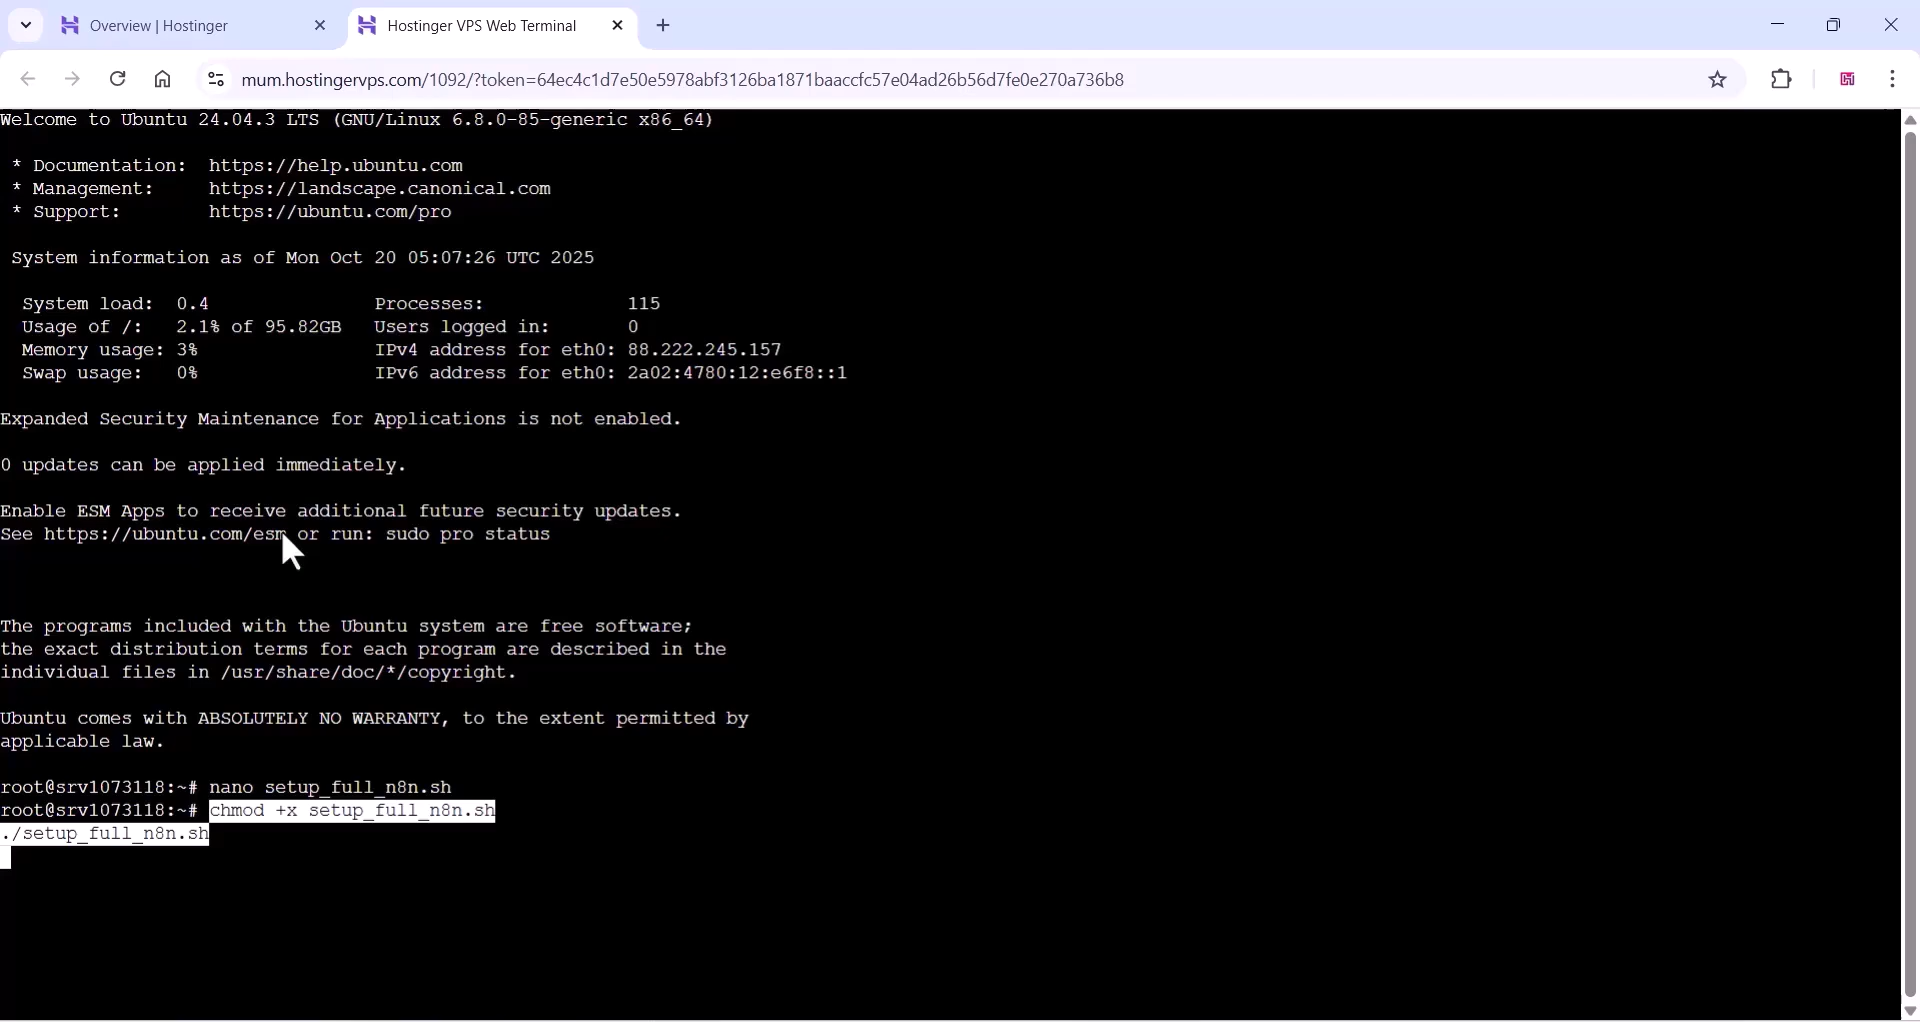 Overview | Hostinger
Hostinger VPS Web Terminal
mum.hostingervps.com/1092/?token=64ec4c1d7e50e5978abf3126ba1871baaccfc57e04ad26b56d7fe0e270a736b8
Welcome to Ubuntu 24.04.3 LTS (GNU/Linux 6.8.0-85-generic x86_64)
* Documentation:  https://help.ubuntu.com
* Management:     https://landscape.canonical.com
* Support:        https://ubuntu.com/pro
System information as of Mon Oct 20 05:07:26 UTC 2025
System load:  0.4               Processes:             115
Usage of /:   2.1% of 95.82GB   Users logged in:       0
Memory usage: 3%                IPv4 address for eth0: 88.222.245.157
Swap usage:   0%                IPv6 address for eth0: 2a02:4780:12:e6f8::1
Expanded Security Maintenance for Applications is not enabled.
0 updates can be applied immediately.
Enable ESM Apps to receive additional future security updates.
See https://ubuntu.com/esm or run: sudo pro status
The programs included with the Ubuntu system are free software;
the exact distribution terms for each program are described in the
individual files in /usr/share/doc/*/copyright.
Ubuntu comes with ABSOLUTELY NO WARRANTY, to the extent permitted by
applicable law.
root@srv1073118:~# nano setup_full_n8n.sh
root@srv1073118:~# chmod +x setup_full_n8n.sh
./setup_full_n8n.sh